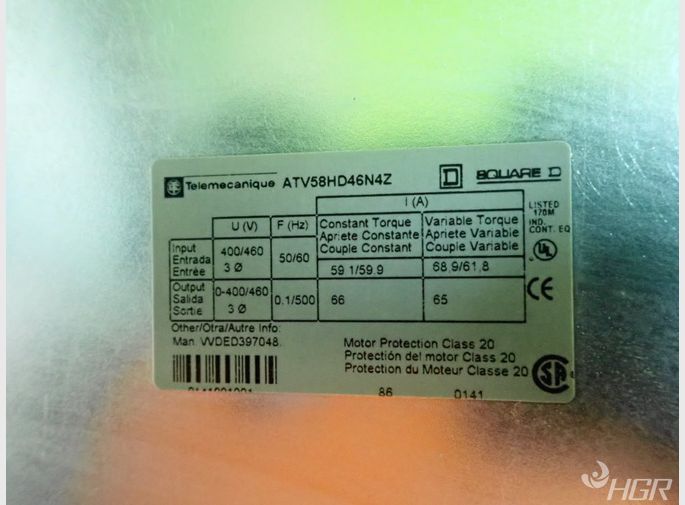 Telemecanique ATV58HD46N4Z D SQUARE D
I (A)
U (V) F (Hz) Constant Torque Variable Torque
Apriete Constante Apriete Variable
Couple Constant Couple Variable
LISTED
170M
IND.
CONT. EQ
Input
Entrada
Entrée
400/460
3 Ø
50/60
59.1/59.9
68,9/61,8
UL
Output
Salida
Sortie
0-400/460
3 Ø
0.1/500
66
65
CE
Other/Otra/Autre Info:
Man. VVDED397048.
Motor Protection Class 20
Protección del motor Class 20
Protection du Moteur Classe 20
SA
86 0141
HGR